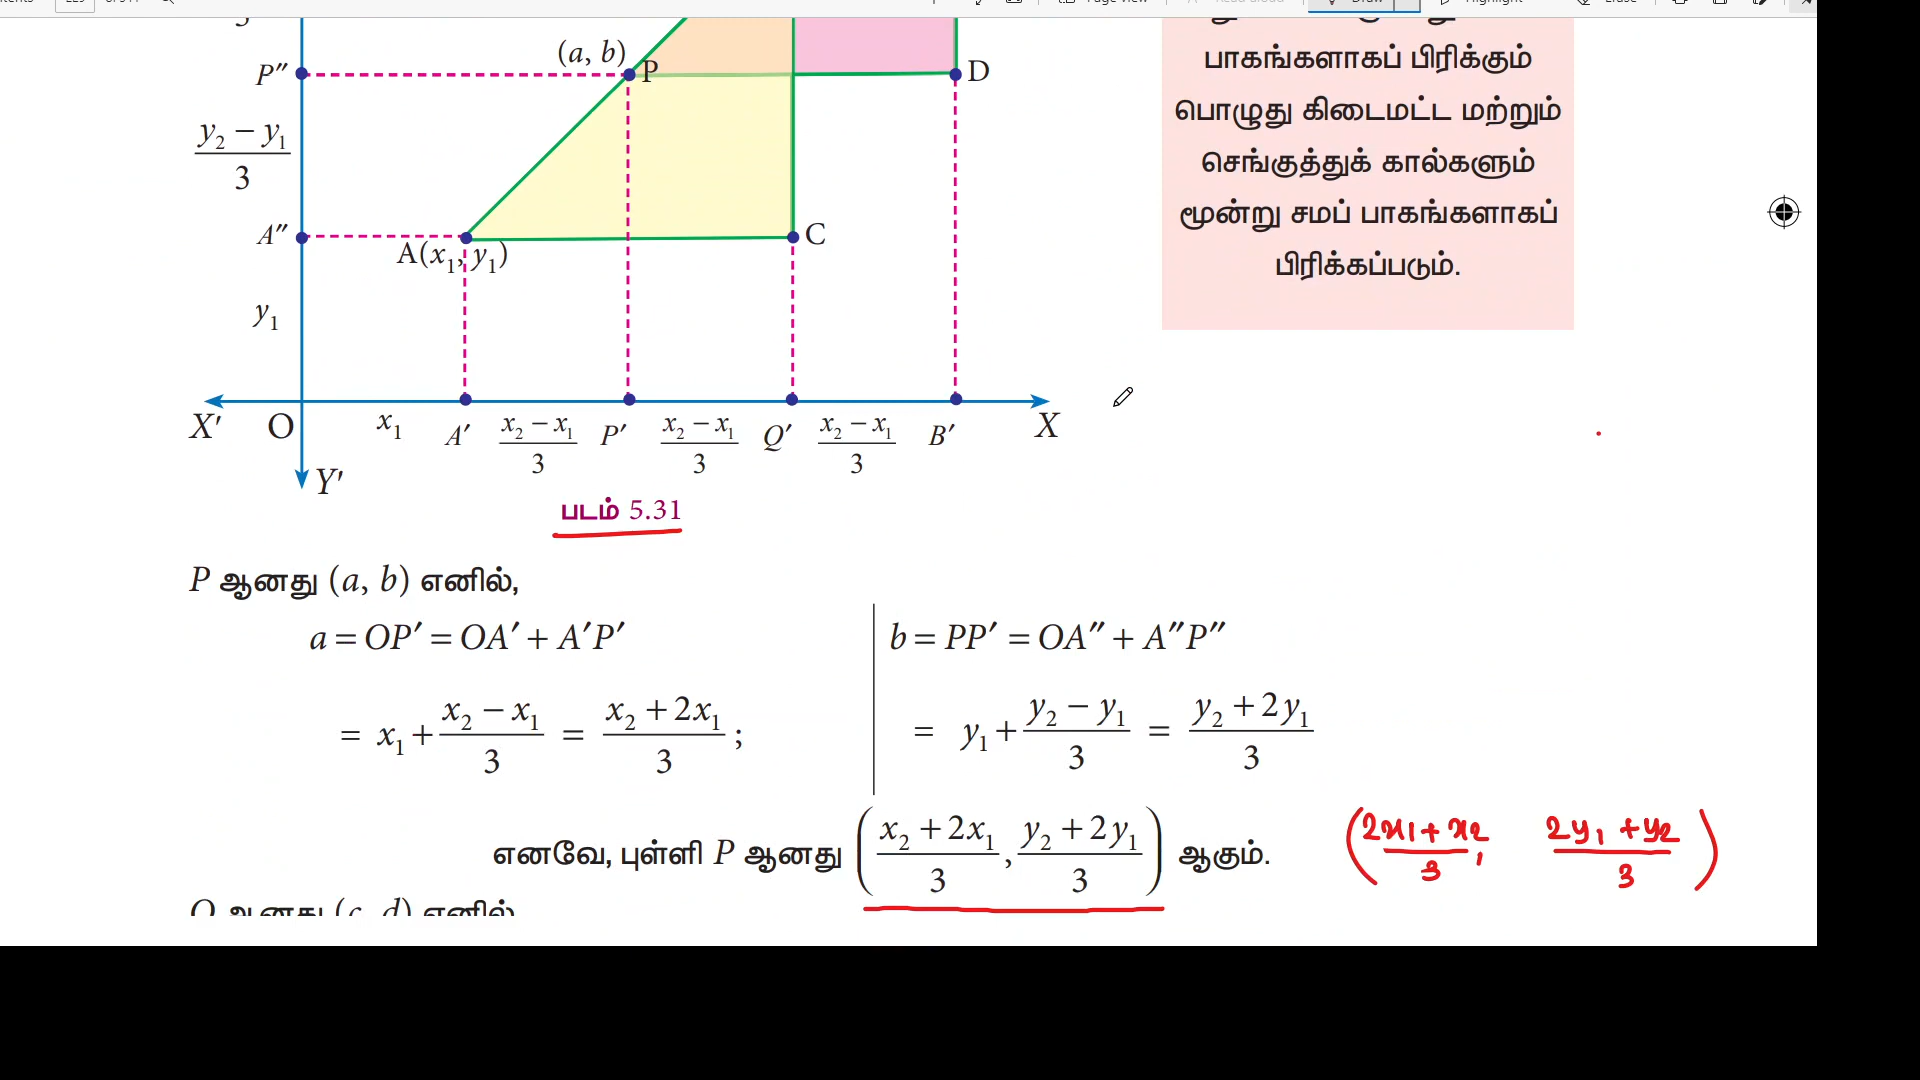 (a, b)
P″ P D
பாகங்களாகப் பிரிக்கும்
பொழுது கிடைமட்ட மற்றும்
செங்குத்துக் கால்களும்
மூன்று சமப் பாகங்களாகப்
பிரிக்கப்படும்.
y₂ − y₁
3
A″ C
A(x₁, y₁)
y₁
X′ O x₁ A′ x₂ − x₁ / 3 P′ x₂ − x₁ / 3 Q′ x₂ − x₁ / 3 B′ X
Y′
படம் 5.31
P ஆனது (a, b) எனில்,
a = OP′ = OA′ + A′P′
= x₁ + x₂ − x₁ / 3 = x₂ + 2x₁ / 3 ;
b = PP′ = OA″ + A″P″
= y₁ + y₂ − y₁ / 3 = y₂ + 2y₁ / 3
எனவே, புள்ளி P ஆனது (x₂ + 2x₁ / 3, y₂ + 2y₁ / 3) ஆகும். (2x₁ + x₂ / 3, 2y₁ + y₂ / 3)
Q ஆனது (c, d) எனில்